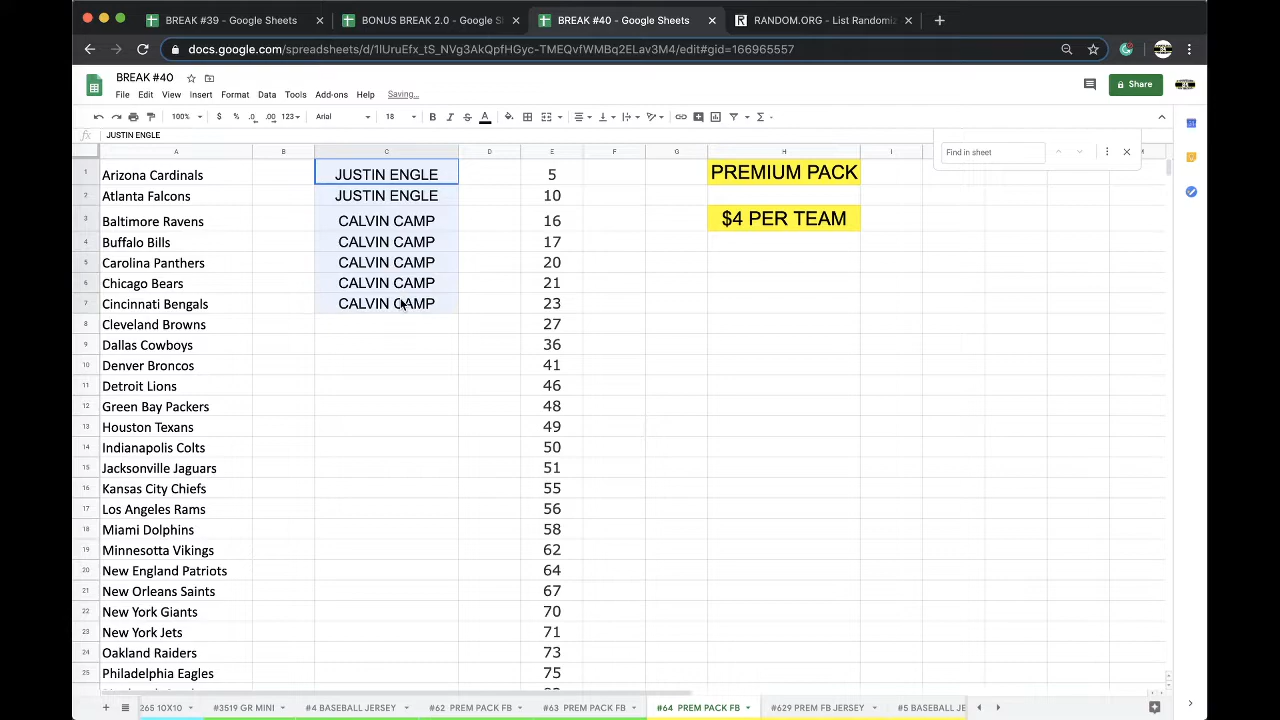 BREAK #39 - Google Sheets
BONUS BREAK 2.0 - Google S
BREAK #40 - Google Sheets
RANDOM.ORG - List Randomiz
docs.google.com/spreadsheets/d/1lUruEfx_tS_NVg3AkQpfHGyc-TMEQvfWMBq2ELav3M4/edit#gid=166965557
BREAK #40
File Edit View Insert Format Data Tools Add-ons Help Saving...
Share
100% $ % .0 .00 123 Arial 18 B I S A
fx JUSTIN ENGLE
Find in sheet
A B C D E F G H I
1 Arizona Cardinals JUSTIN ENGLE 5 PREMIUM PACK
2 Atlanta Falcons JUSTIN ENGLE 10
3 Baltimore Ravens CALVIN CAMP 16 $4 PER TEAM
4 Buffalo Bills CALVIN CAMP 17
5 Carolina Panthers CALVIN CAMP 20
6 Chicago Bears CALVIN CAMP 21
7 Cincinnati Bengals CALVIN CAMP 23
8 Cleveland Browns 27
9 Dallas Cowboys 36
10 Denver Broncos 41
11 Detroit Lions 46
12 Green Bay Packers 48
13 Houston Texans 49
14 Indianapolis Colts 50
15 Jacksonville Jaguars 51
16 Kansas City Chiefs 55
17 Los Angeles Rams 56
18 Miami Dolphins 58
19 Minnesotta Vikings 62
20 New England Patriots 64
21 New Orleans Saints 67
22 New York Giants 70
23 New York Jets 71
24 Oakland Raiders 73
25 Philadelphia Eagles 75
265 10X10 #3519 GR MINI #4 BASEBALL JERSEY #62 PREM PACK FB #63 PREM PACK FB #64 PREM PACK FB #629 PREM FB JERSEY #5 BASEBALL JE